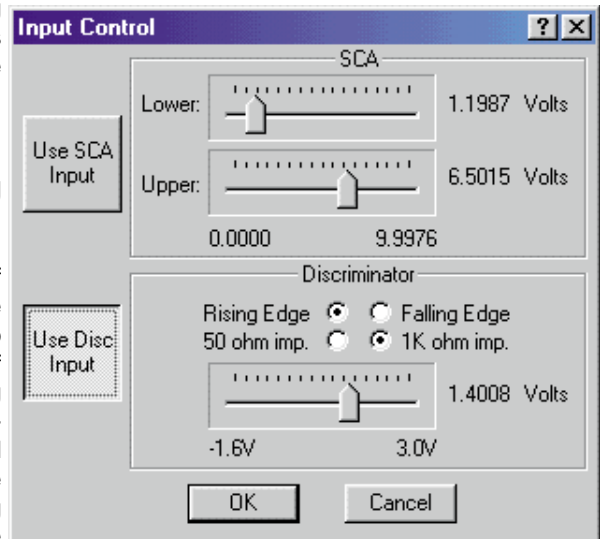 Input Control
SCA
Lower: 1.1987 Volts
Use SCA Input
Upper: 6.5015 Volts
0.0000 9.9976
Discriminator
Rising Edge Falling Edge
50 ohm imp. 1K ohm imp.
Use Disc Input
1.4008 Volts
-1.6V 3.0V
OK Cancel